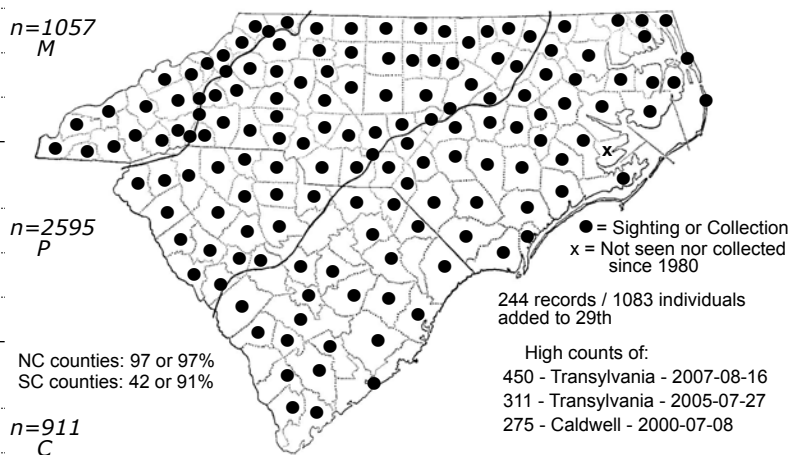 n=1057
M
n=2595
P
n=911
C
x
● = Sighting or Collection
x = Not seen nor collected
since 1980
244 records / 1083 individuals
added to 29th
NC counties: 97 or 97%
SC counties: 42 or 91%
High counts of:
450 - Transylvania - 2007-08-16
311 - Transylvania - 2005-07-27
275 - Caldwell - 2000-07-08